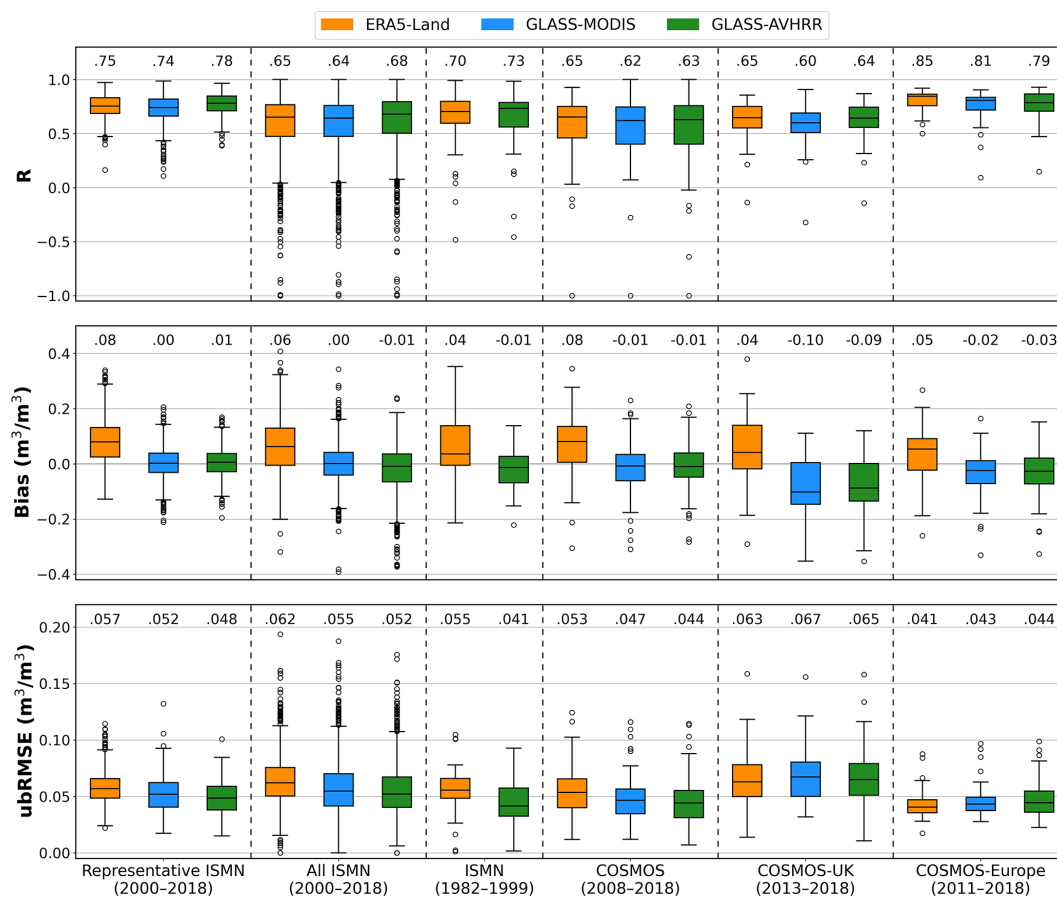 ERA5-Land GLASS-MODIS GLASS-AVHRR
.75 .74 .78 .65 .64 .68 .70 .73 .65 .62 .63 .65 .60 .64 .85 .81 .79
1.0
0.5
0.0
−0.5
−1.0
R
.08 .00 .01 .06 .00 -0.01 .04 -0.01 .08 -0.01 -0.01 .04 -0.10 -0.09 .05 -0.02 -0.03
0.4
0.2
0.0
−0.2
−0.4
Bias (m³/m³)
.057 .052 .048 .062 .055 .052 .055 .041 .053 .047 .044 .063 .067 .065 .041 .043 .044
0.20
0.15
0.10
0.05
0.00
ubRMSE (m³/m³)
Representative ISMN All ISMN ISMN COSMOS COSMOS-UK COSMOS-Europe
(2000–2018) (2000–2018) (1982–1999) (2008–2018) (2013–2018) (2011–2018)